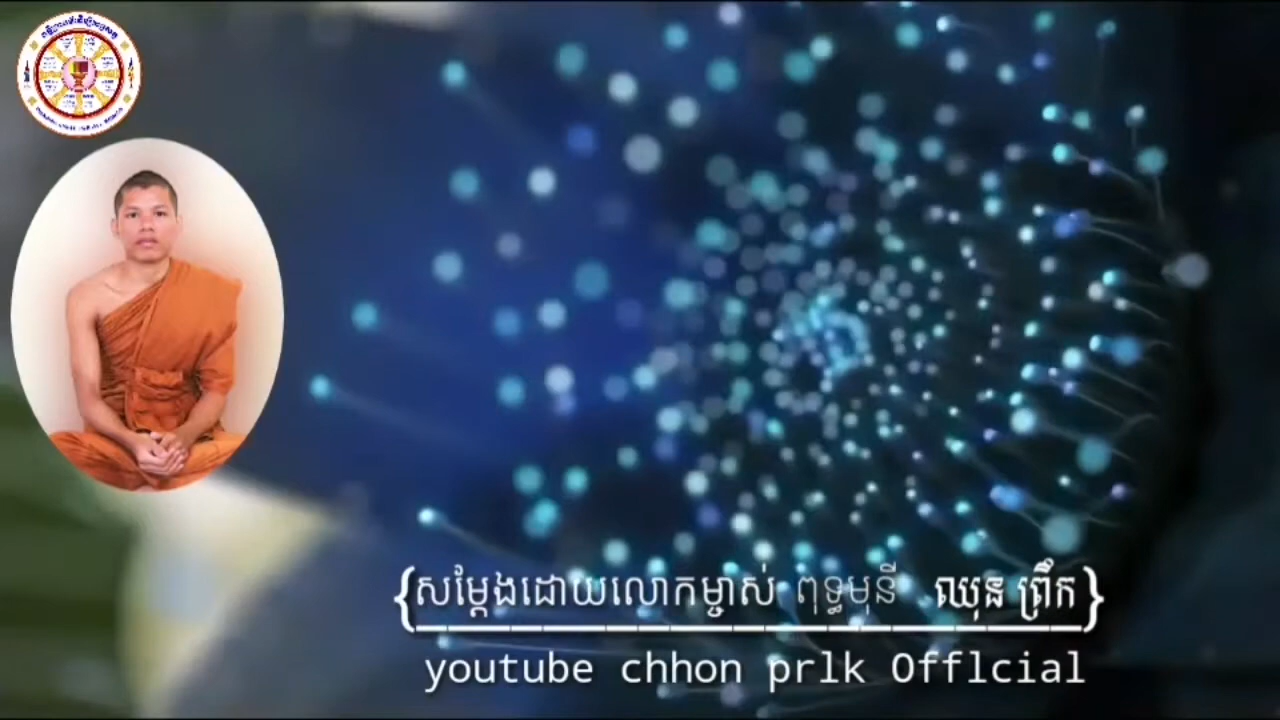 {សម្ដែងដោយលោកម្ចាស់ ពុទ្ធមុនី ឈុន ព្រឹក}
youtube chhon prlk Offlcial